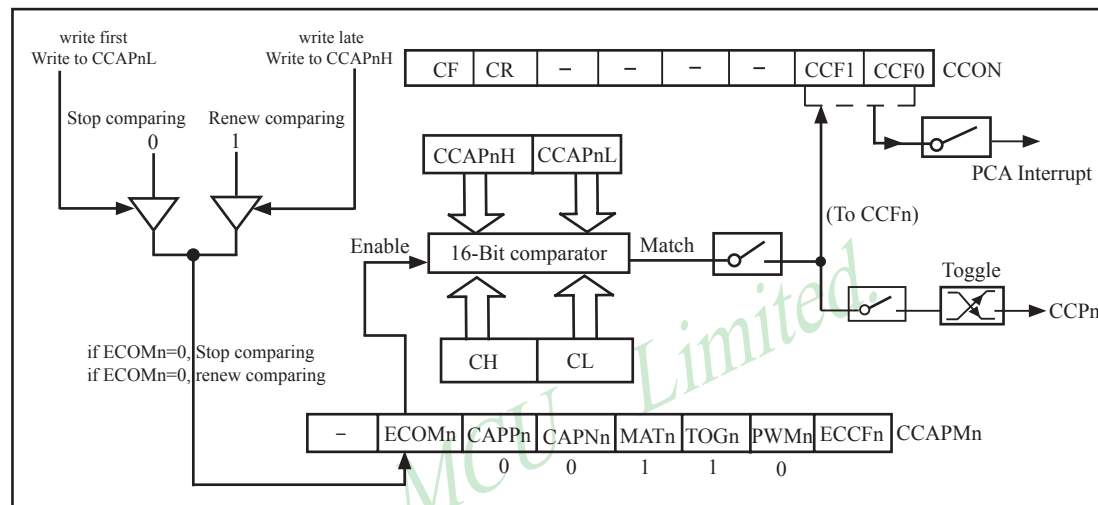 write first
Write to CCAPnL
write late
Write to CCAPnH
CF CR – – – – CCF1 CCF0 CCON
Stop comparing
0
Renew comparing
1
PCA Interrupt
CCAPnH CCAPnL
(To CCFn)
Enable
16-Bit comparator
Match
Toggle
CCPn
CH CL
if ECOMn=0, Stop comparing
if ECOMn=0, renew comparing
– ECOMn CAPPn CAPNn MATn TOGn PWMn ECCFn CCAPMn
0 0 1 1 0
MCU Limited.